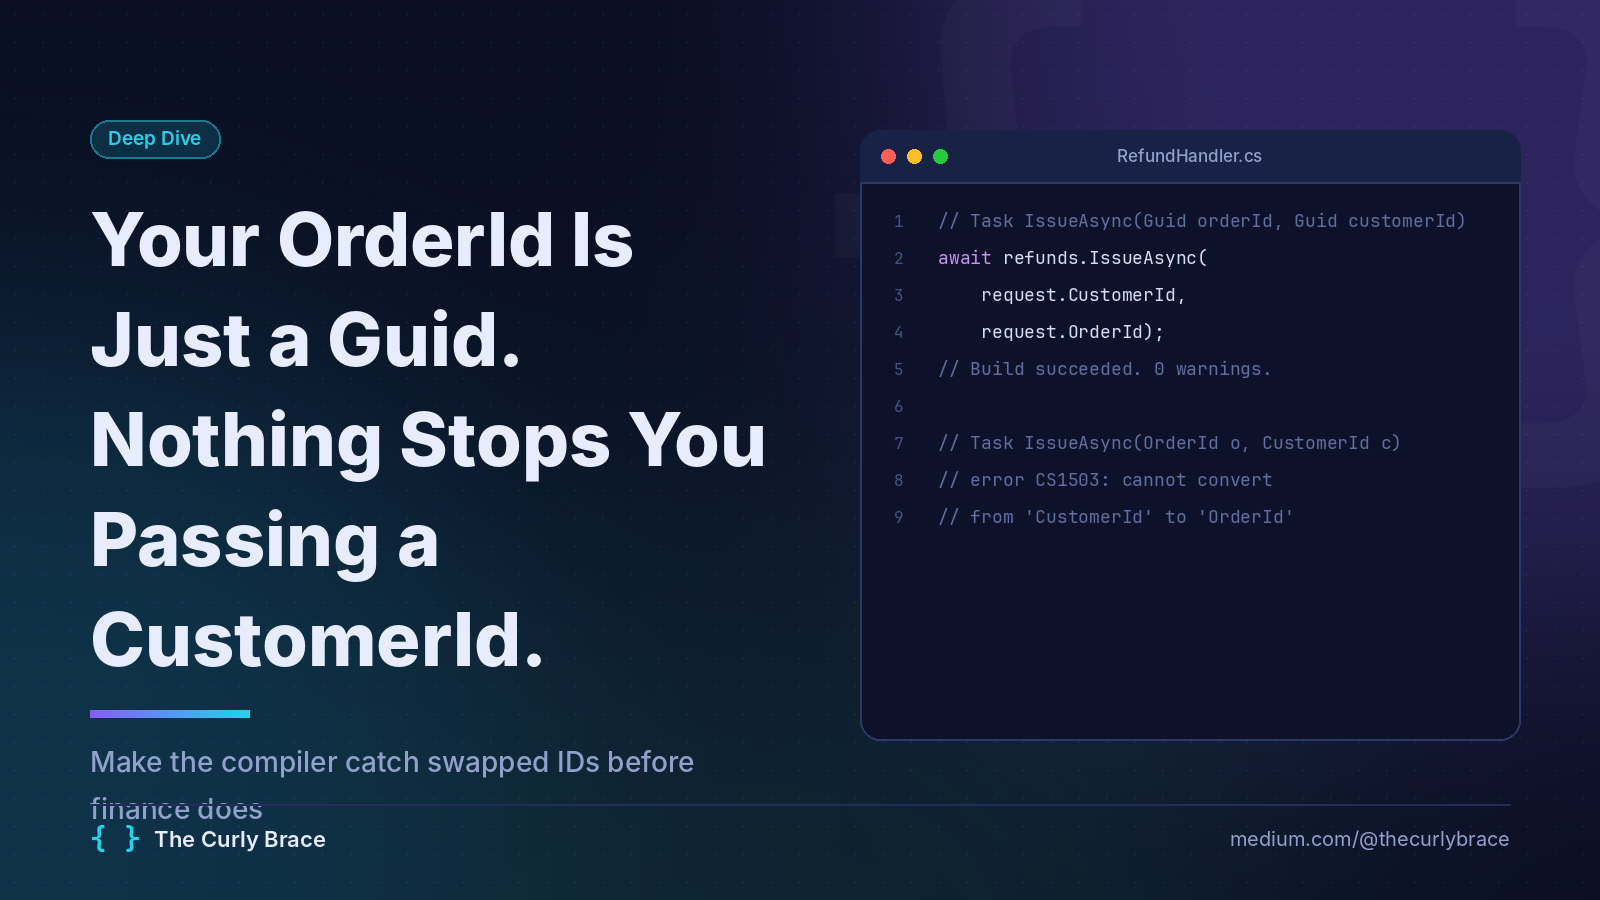 Deep Dive
Your OrderId Is
Just a Guid.
Nothing Stops You
Passing a
CustomerId.
Make the compiler catch swapped IDs before
finance does
RefundHandler.cs
1 // Task IssueAsync(Guid orderId, Guid customerId)
2 await refunds.IssueAsync(
3     request.CustomerId,
4     request.OrderId);
5 // Build succeeded. 0 warnings.
6
7 // Task IssueAsync(OrderId o, CustomerId c)
8 // error CS1503: cannot convert
9 // from 'CustomerId' to 'OrderId'
{ } The Curly Brace
medium.com/@thecurlybrace